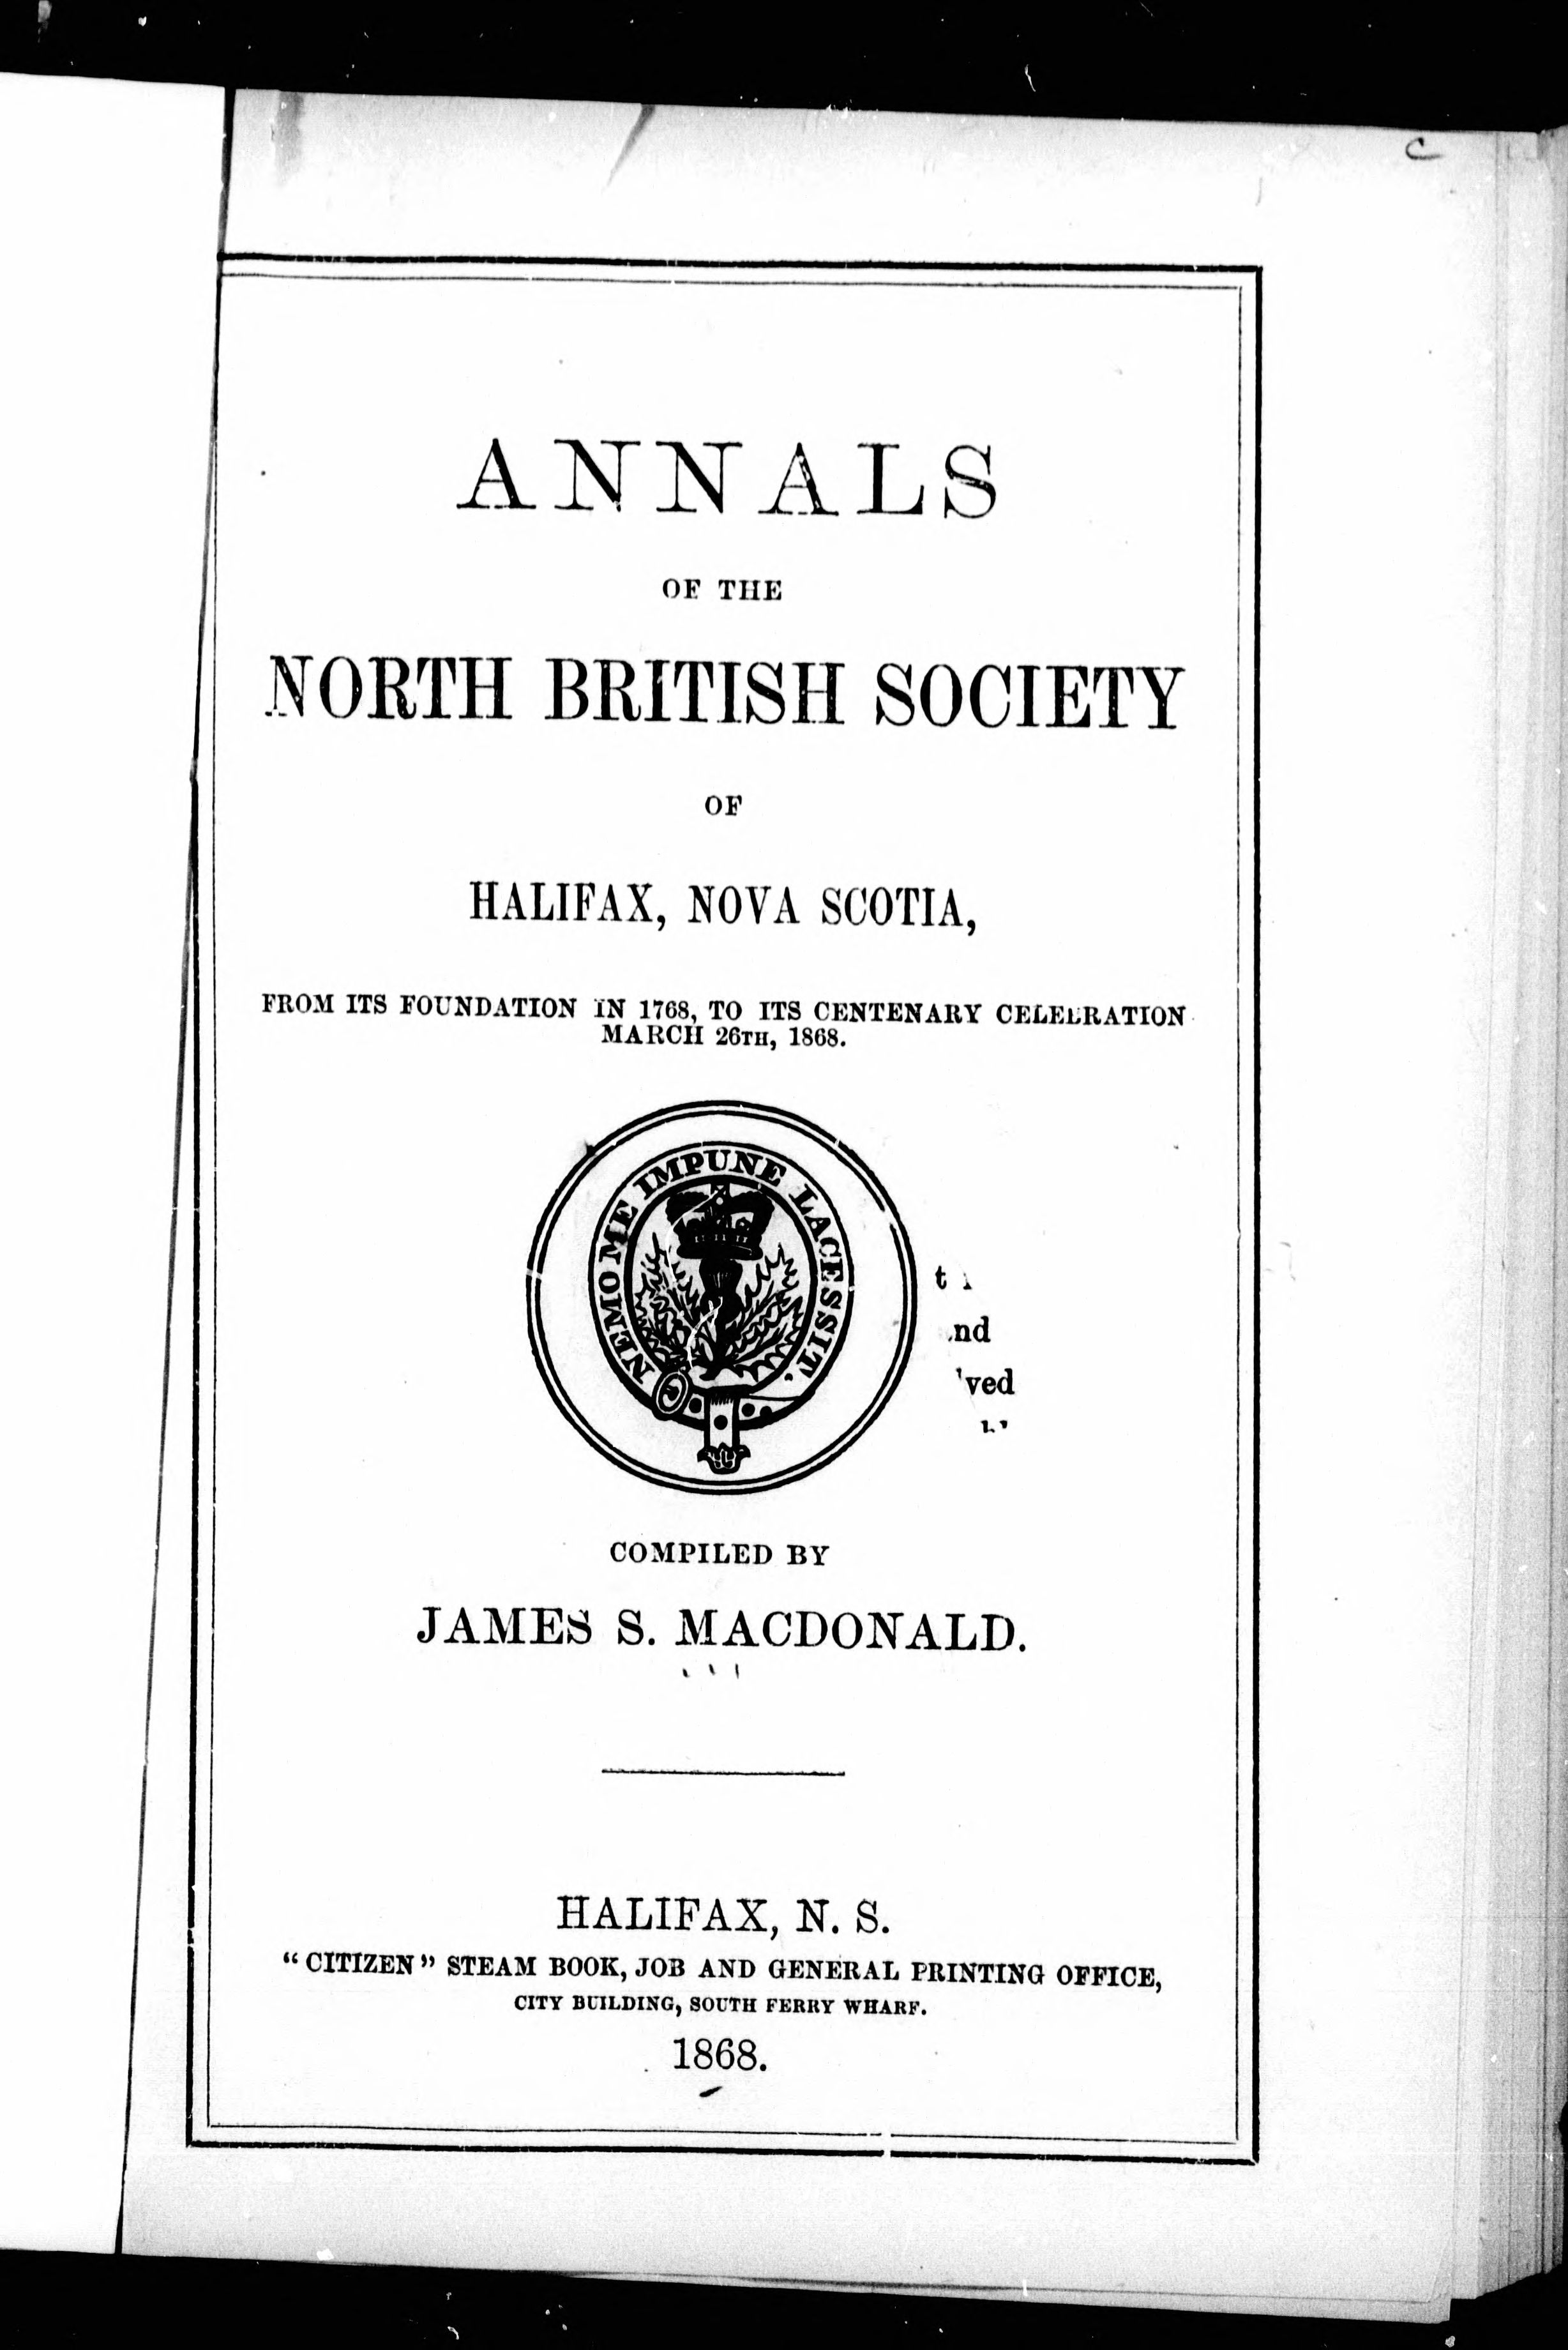 ANNALS
OF THE
NORTH BRITISH SOCIETY
OF
HALIFAX, NOVA SCOTIA,
FROM ITS FOUNDATION IN 1768, TO ITS CENTENARY CELEBRATION
MARCH 26TH, 1868.
NEMO ME IMPUNE LACESSIT.
nd
ved
COMPILED BY
JAMES S. MACDONALD.
HALIFAX, N. S.
"CITIZEN" STEAM BOOK, JOB AND GENERAL PRINTING OFFICE,
CITY BUILDING, SOUTH FERRY WHARF.
1868.